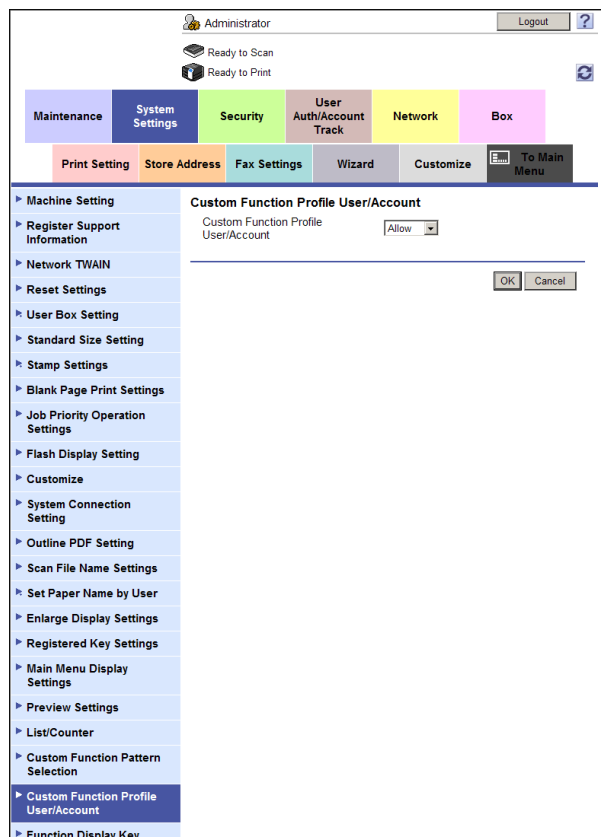 Administrator
Logout
?
Ready to Scan
Ready to Print
Maintenance
System
Settings
Security
User
Auth/Account
Track
Network
Box
Print Setting
Store Address
Fax Settings
Wizard
Customize
To Main
Menu
Machine Setting
Register Support
Information
Network TWAIN
Reset Settings
User Box Setting
Standard Size Setting
Stamp Settings
Blank Page Print Settings
Job Priority Operation
Settings
Flash Display Setting
Customize
System Connection
Setting
Outline PDF Setting
Scan File Name Settings
Set Paper Name by User
Enlarge Display Settings
Registered Key Settings
Main Menu Display
Settings
Preview Settings
List/Counter
Custom Function Pattern
Selection
Custom Function Profile
User/Account
Function Display Key
Custom Function Profile User/Account
Custom Function Profile
User/Account
Allow
OK
Cancel